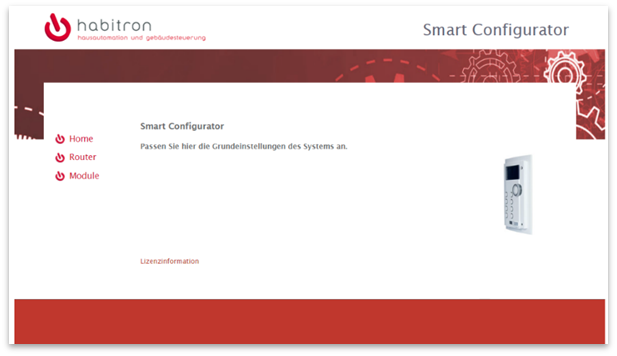 habitron
hausautomation und gebäudesteuerung
Smart Configurator
Smart Configurator
Passen Sie hier die Grundeinstellungen des Systems an.
Home
Router
Module
Lizenzinformation